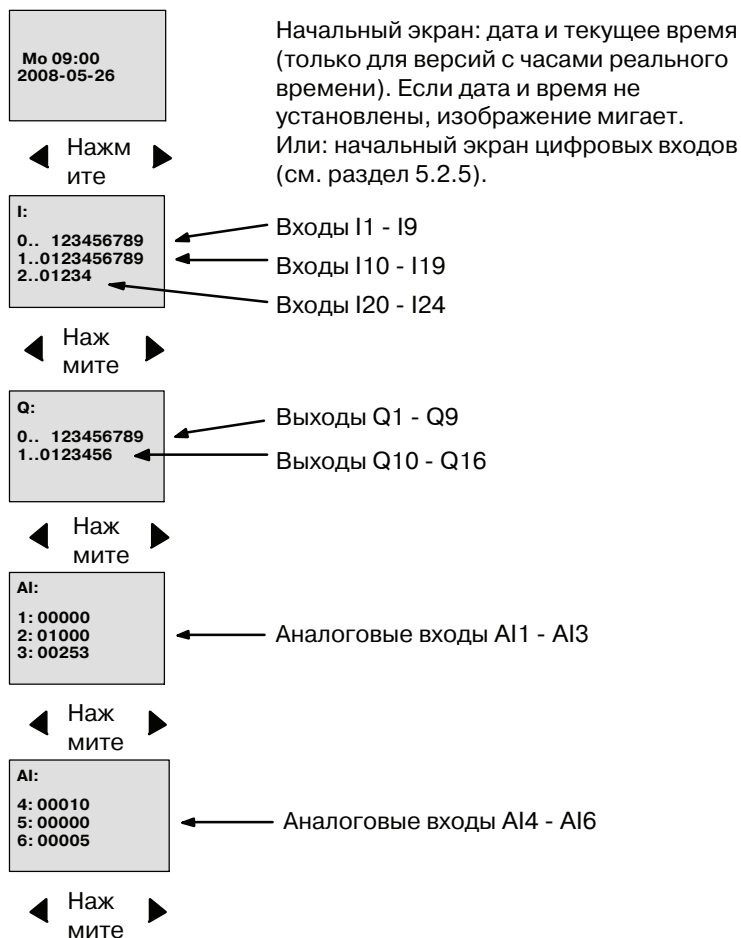 Mo 09:00
2008-05-26
Начальный экран: дата и текущее время
(только для версий с часами реального
времени). Если дата и время не
установлены, изображение мигает.
Или: начальный экран цифровых входов
(см. раздел 5.2.5).
Нажм
ите
I:
0.. 123456789
1..0123456789
2..01234
Входы I1 - I9
Входы I10 - I19
Входы I20 - I24
Наж
мите
Q:
0.. 123456789
1..0123456
Выходы Q1 - Q9
Выходы Q10 - Q16
Наж
мите
AI:
1: 00000
2: 01000
3: 00253
Аналоговые входы AI1 - AI3
Наж
мите
AI:
4: 00010
5: 00000
6: 00005
Аналоговые входы AI4 - AI6
Наж
мите